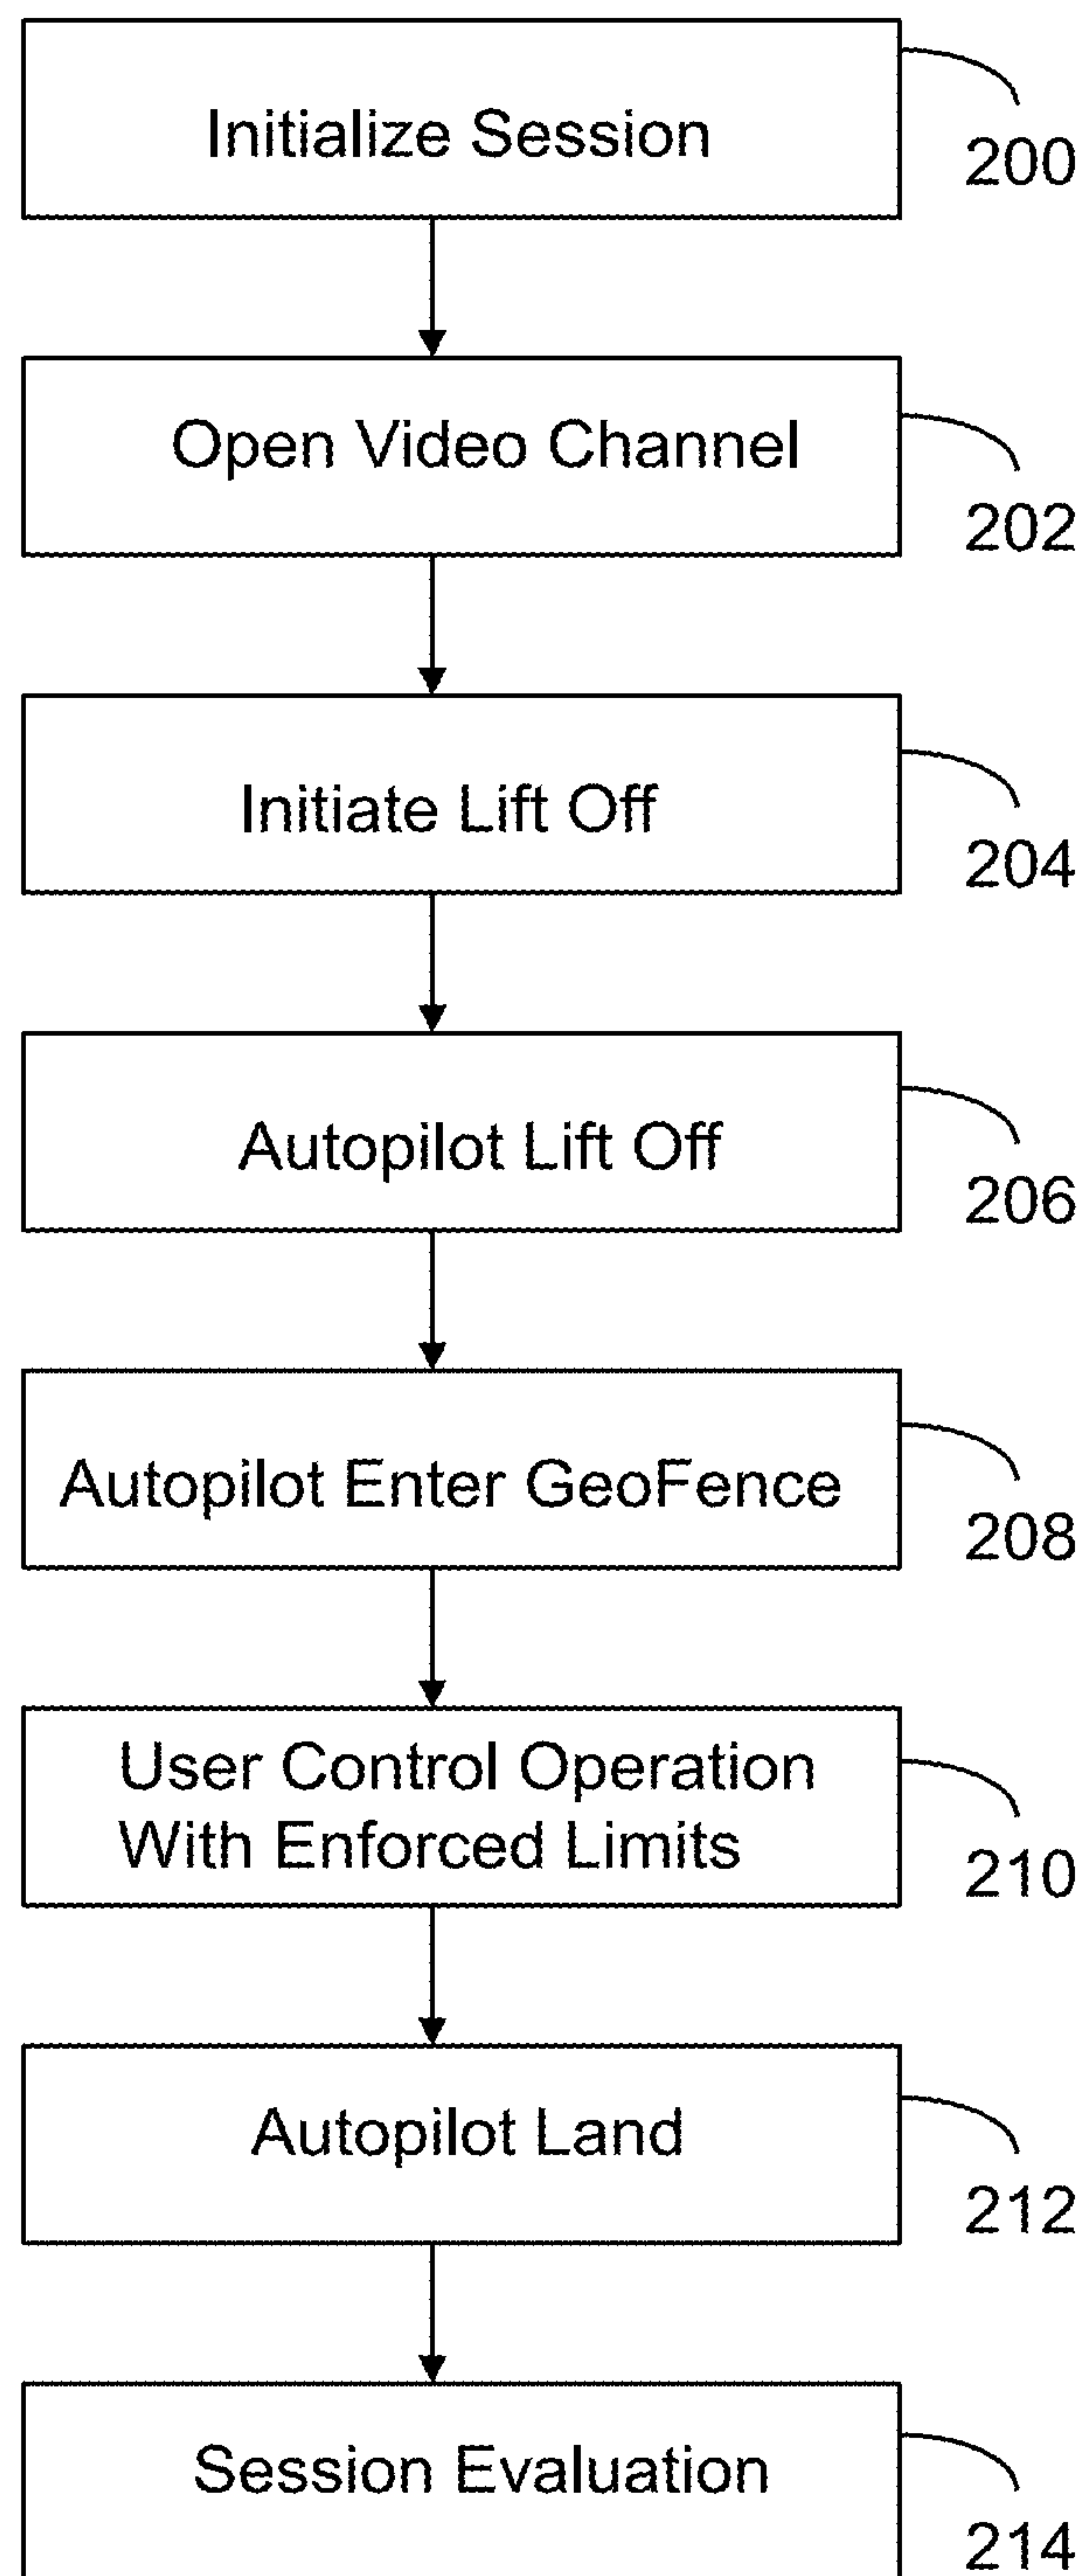 Initialize Session
200
Open Video Channel
202
Initiate Lift Off
204
Autopilot Lift Off
206
Autopilot Enter GeoFence
208
User Control Operation
With Enforced Limits
210
Autopilot Land
212
Session Evaluation
214